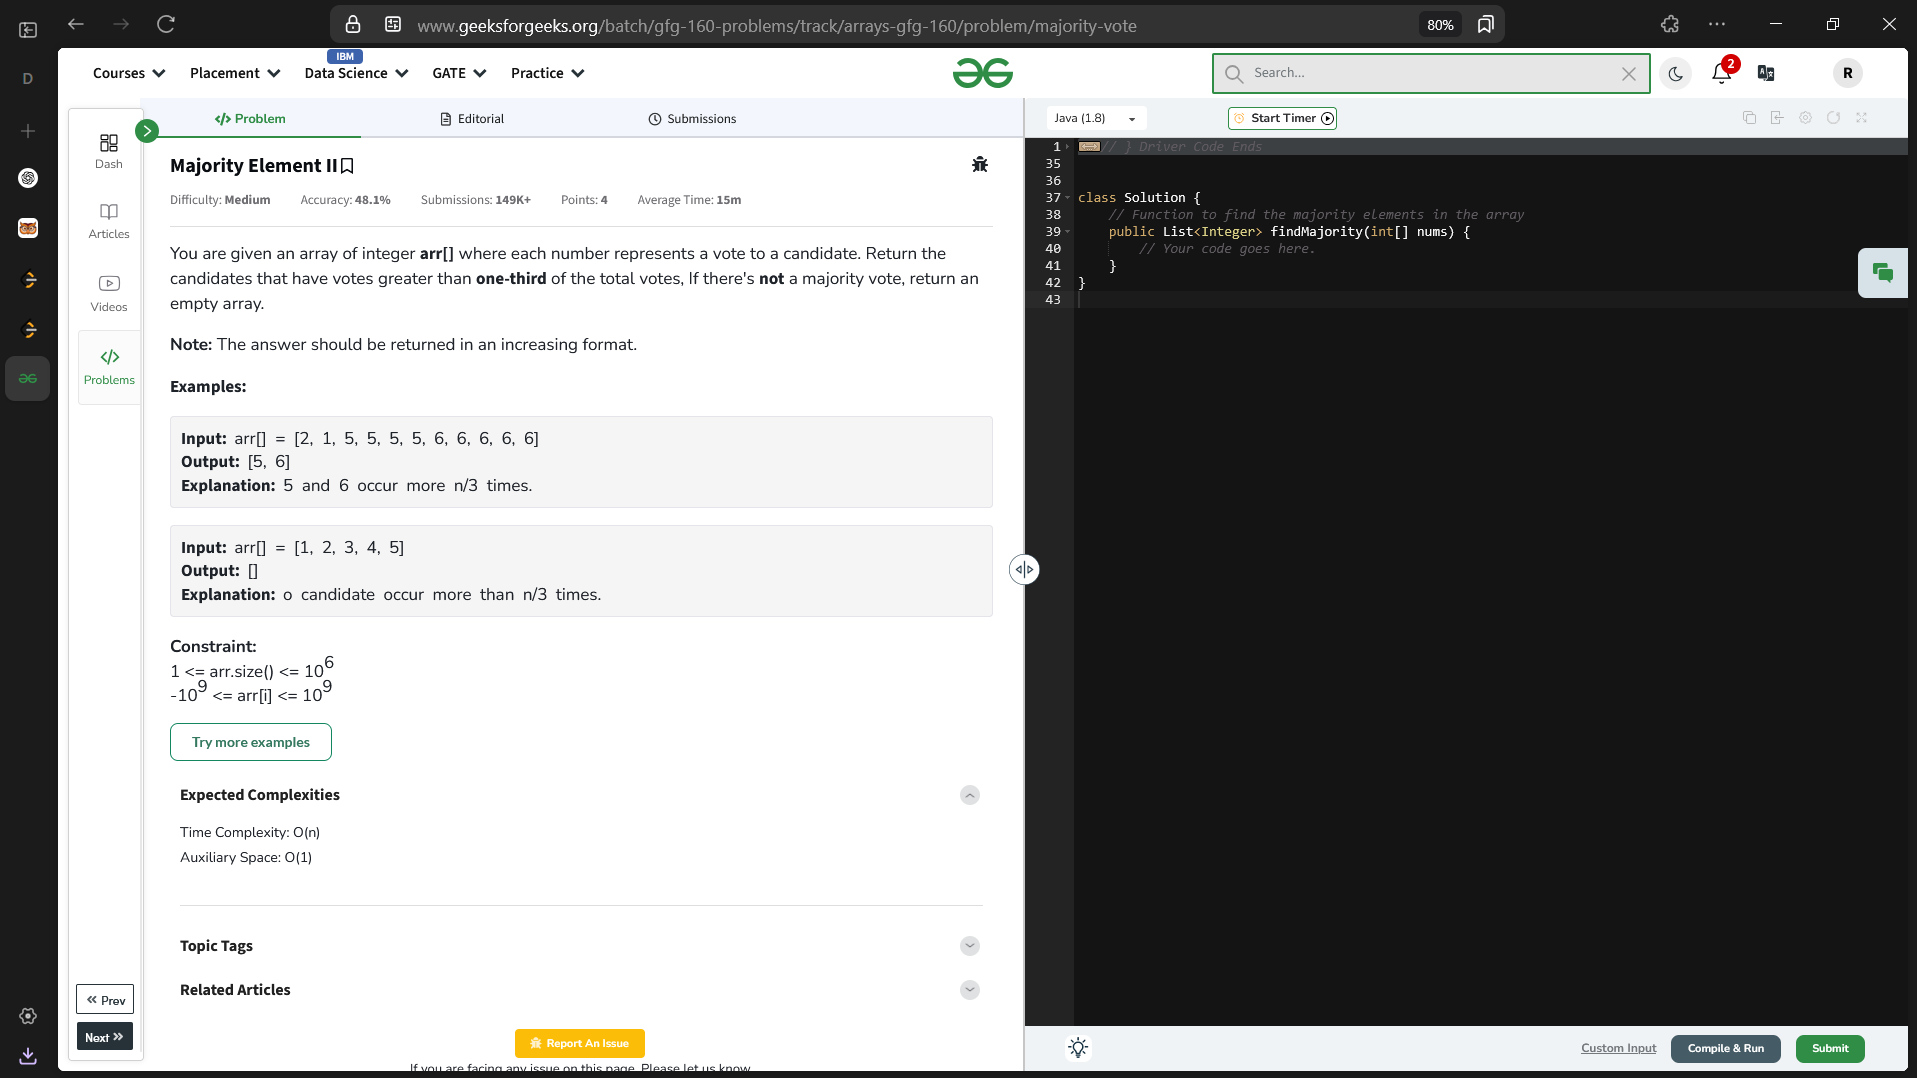 www.geeksforgeeks.org/batch/gfg-160-problems/track/arrays-gfg-160/problem/majority-vote
80%
D
Courses
Placement
IBM
Data Science
GATE
Practice
Search...
2
R
Dash
Articles
Videos
Problems
Prev
Next
Problem
Editorial
Submissions
Majority Element II
Difficulty: Medium Accuracy: 48.1% Submissions: 149K+ Points: 4 Average Time: 15m
You are given an array of integer arr[] where each number represents a vote to a candidate. Return the
candidates that have votes greater than one-third of the total votes, If there's not a majority vote, return an
empty array.
Note: The answer should be returned in an increasing format.
Examples:
Input: arr[] = [2, 1, 5, 5, 5, 5, 6, 6, 6, 6, 6]
Output: [5, 6]
Explanation: 5 and 6 occur more n/3 times.
Input: arr[] = [1, 2, 3, 4, 5]
Output: []
Explanation: o candidate occur more than n/3 times.
Constraint:
1 <= arr.size() <= 10^6
-10^9 <= arr[i] <= 10^9
Try more examples
Expected Complexities
Time Complexity: O(n)
Auxiliary Space: O(1)
Topic Tags
Related Articles
Report An Issue
If you are facing any issue on this page. Please let us know.
Java (1.8)
Start Timer
1 // } Driver Code Ends
35
36
37 class Solution {
38 // Function to find the majority elements in the array
39 public List<Integer> findMajority(int[] nums) {
40 // Your code goes here.
41 }
42 }
43
Custom Input
Compile & Run
Submit